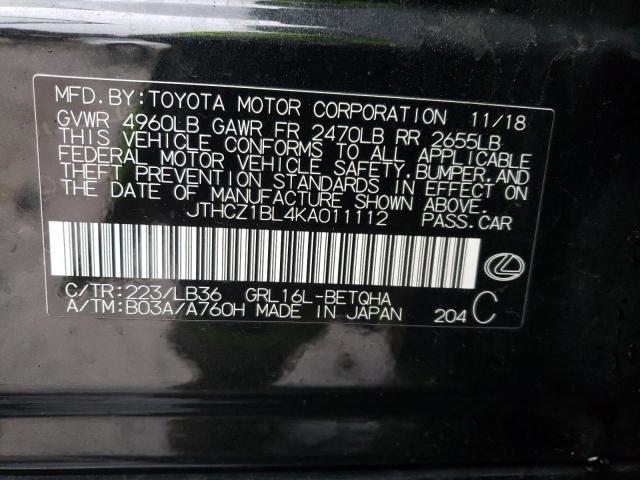 MFD.BY:TOYOTA MOTOR CORPORATION 11/18
GVWR 4960LB GAWR FR 2470LB RR 2655LB
THIS VEHICLE CONFORMS TO ALL APPLICABLE
FEDERAL MOTOR VEHICLE SAFETY,BUMPER,AND
THEFT PREVENTION STANDARDS IN EFFECT ON
THE DATE OF MANUFACTURE SHOWN ABOVE.
JTHCZ1BL4KA011112 PASS.CAR
C/TR:223/LB36 GRL16L-BETQHA
A/TM:B03A/A760H MADE IN JAPAN 204 C